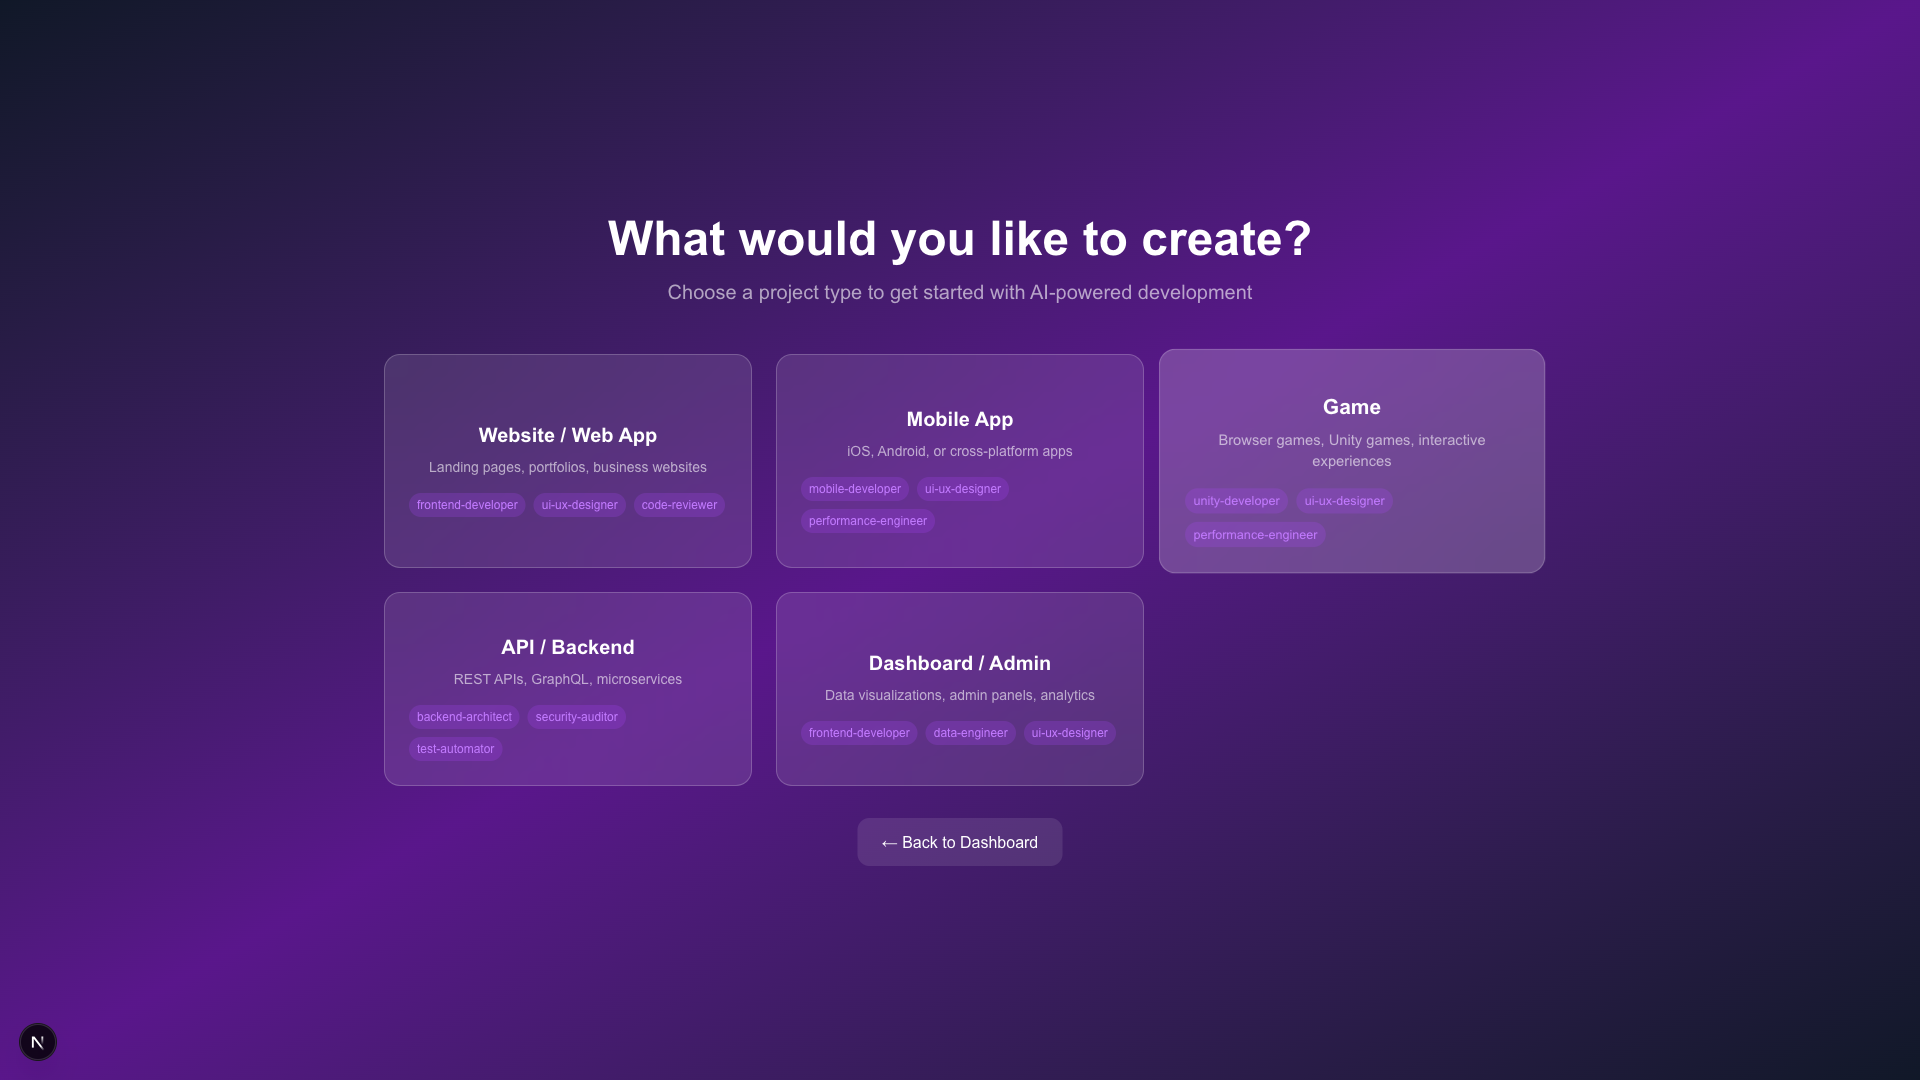 What would you like to create?
Choose a project type to get started with AI-powered development
Website / Web App
Landing pages, portfolios, business websites
frontend-developer ui-ux-designer code-reviewer
Mobile App
iOS, Android, or cross-platform apps
mobile-developer ui-ux-designer
performance-engineer
Game
Browser games, Unity games, interactive
experiences
unity-developer ui-ux-designer
performance-engineer
API / Backend
REST APIs, GraphQL, microservices
backend-architect security-auditor
test-automator
Dashboard / Admin
Data visualizations, admin panels, analytics
frontend-developer data-engineer ui-ux-designer
← Back to Dashboard
N